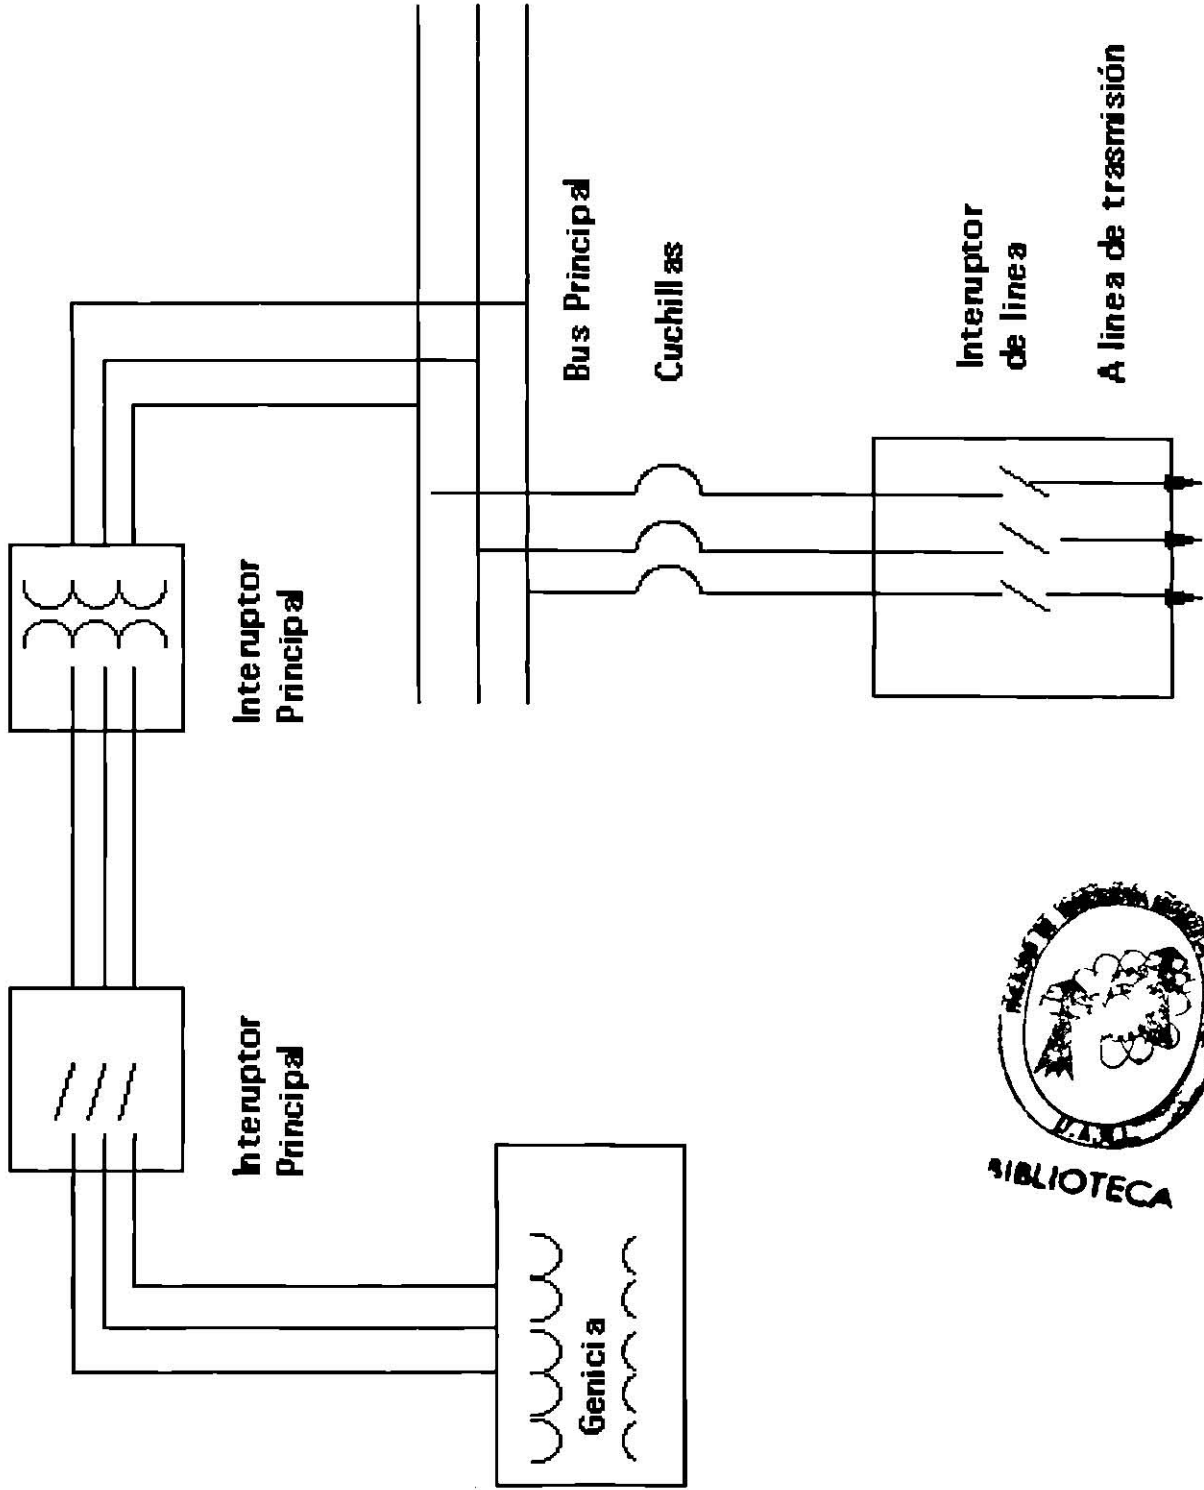 Genicia
Interuptor
Principal
Interuptor
Principal
Bus Principal
Cuchillas
Interuptor
de linea
A linea de trasmisión
U.A.N.L.
BIBLIOTECA